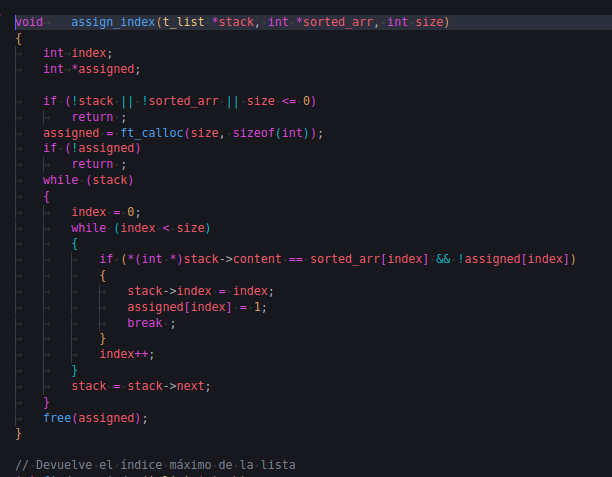 void	assign_index(t_list *stack, int *sorted_arr, int size)
{
	int index;
	int *assigned;

	if (!stack || !sorted_arr || size <= 0)
		return ;
	assigned = ft_calloc(size, sizeof(int));
	if (!assigned)
		return ;
	while (stack)
	{
		index = 0;
		while (index < size)
		{
			if (*(int *)stack->content == sorted_arr[index] && !assigned[index])
			{
				stack->index = index;
				assigned[index] = 1;
				break ;
			}
			index++;
		}
		stack = stack->next;
	}
	free(assigned);
}

// Devuelve el índice máximo de la lista